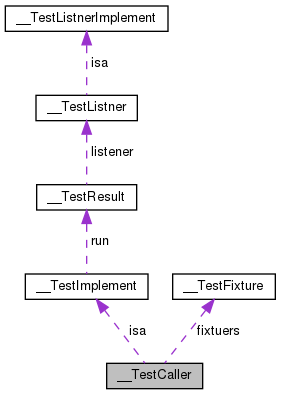 __TestListnerImplement
isa
__TestListner
listener
__TestResult
run
__TestImplement
__TestFixture
isa
fixtuers
__TestCaller